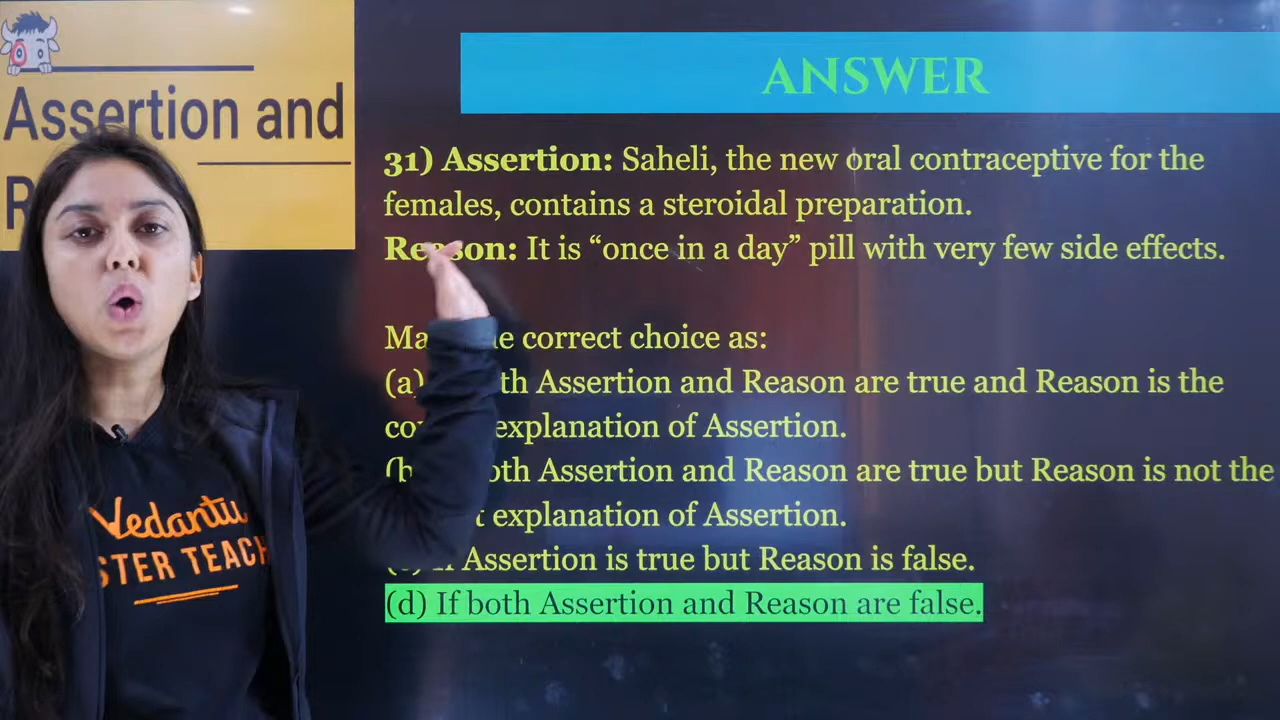 Assertion and
R
ANSWER
31) Assertion: Saheli, the new oral contraceptive for the
females, contains a steroidal preparation.
Reason: It is “once in a day” pill with very few side effects.
Ma e correct choice as:
(a) th Assertion and Reason are true and Reason is the
co explanation of Assertion.
(b oth Assertion and Reason are true but Reason is not the
t explanation of Assertion.
Assertion is true but Reason is false.
(d) If both Assertion and Reason are false.
Vedantu
STER TEACH